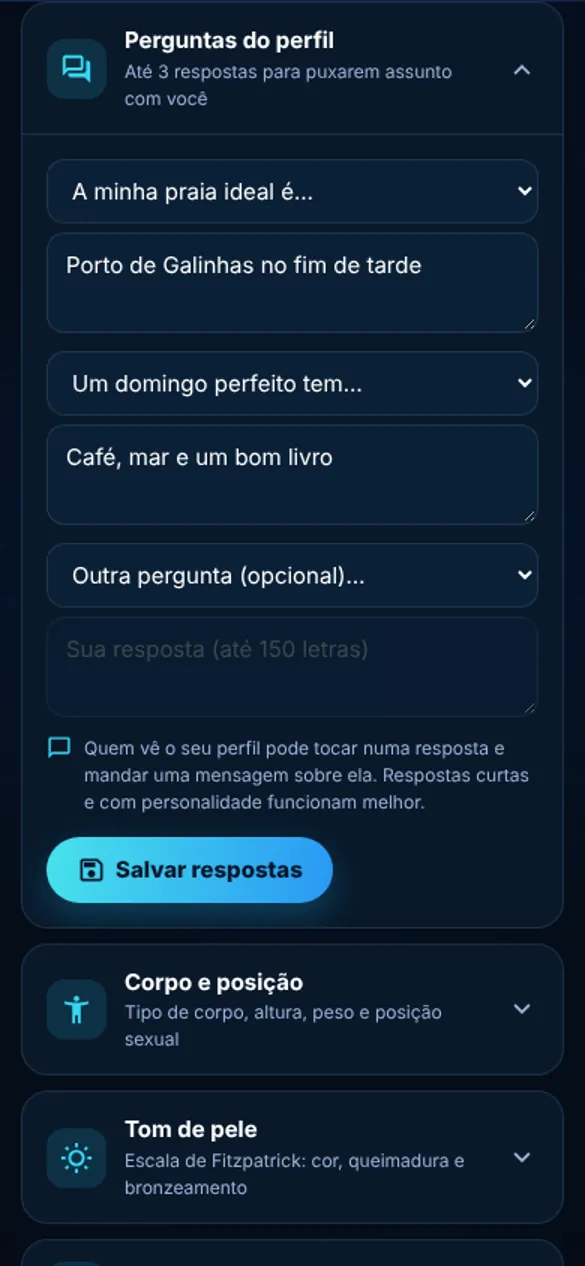 Perguntas do perfil
Até 3 respostas para puxarem assunto
com você
A minha praia ideal é...
Porto de Galinhas no fim de tarde
Um domingo perfeito tem...
Café, mar e um bom livro
Outra pergunta (opcional)...
Sua resposta (até 150 letras)
Quem vê o seu perfil pode tocar numa resposta e
mandar uma mensagem sobre ela. Respostas curtas
e com personalidade funcionam melhor.
Salvar respostas
Corpo e posição
Tipo de corpo, altura, peso e posição
sexual
Tom de pele
Escala de Fitzpatrick: cor, queimadura e
bronzeamento